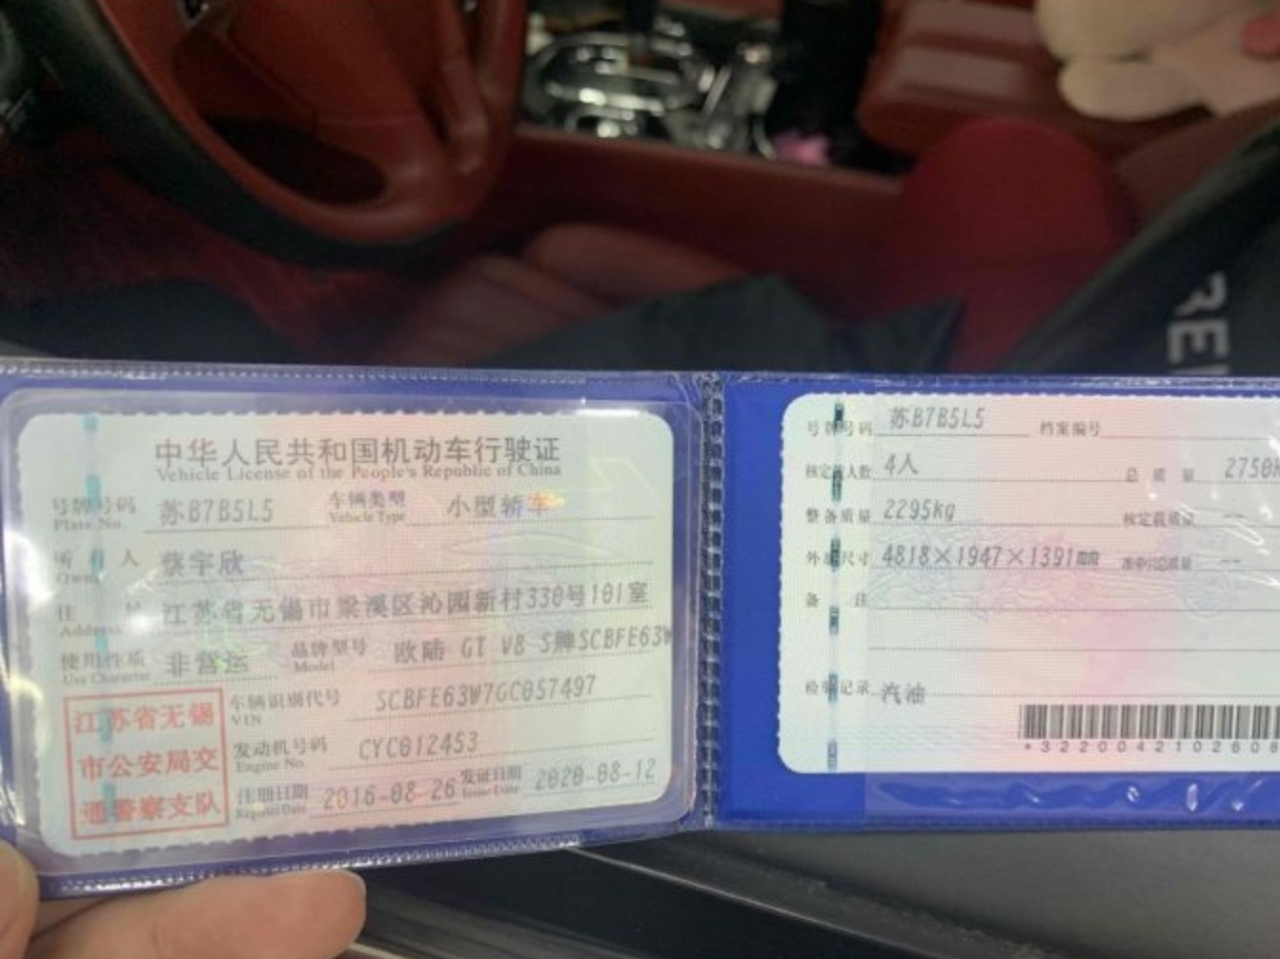 中华人民共和国机动车行驶证
Vehicle License of the People's Republic of China
号牌号码 苏B7B5L5 车辆类型 小型轿车
Plate No. Vehicle Type
所有人 蔡宇欣
Owner
住 江苏省无锡市梁溪区沁园新村330号101室
Address
使用性质 非营运 品牌型号 欧陆 GT V8 S牌SCBFE63W
Use Character Model
江苏省无锡
市公安局交
通警察支队
车辆识别代号 SCBFE63W7GC057497
VIN
发动机号码 CYC012453
Engine No.
注册日期 2016-08-26 发证日期 2020-08-12
Register Date Issue Date
号牌号码 苏B7B5L5 档案编号
核定载人数 4人 总质量 2750k
整备质量 2295kg 核定载质量 --
外廓尺寸 4818×1947×1391mm 准牵引总质量 --
备注
检验记录 汽油
*3220042102608
REI